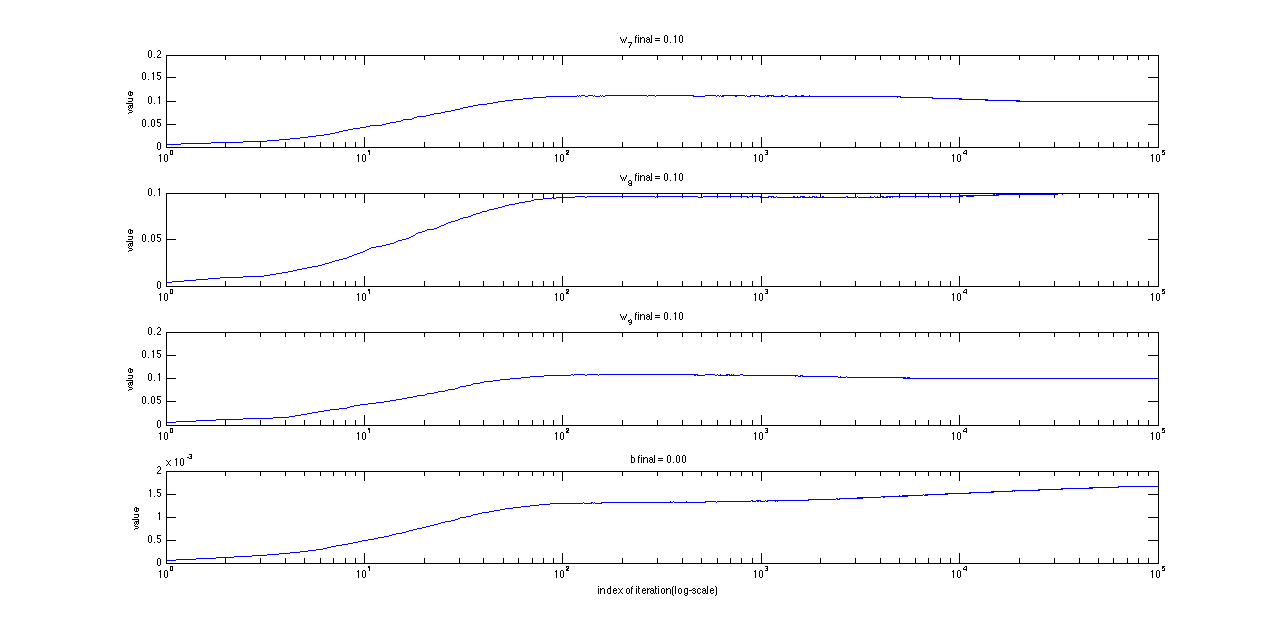 w7 final = 0.10
0.2
0.15
0.1
0.05
0
value
10^0 10^1 10^2 10^3 10^4 10^5
w8 final = 0.10
0.1
0.05
0
value
10^0 10^1 10^2 10^3 10^4 10^5
w9 final = 0.10
0.2
0.15
0.1
0.05
0
value
10^0 10^1 10^2 10^3 10^4 10^5
b final = 0.00
x 10^-3
2
1.5
1
0.5
0
value
10^0 10^1 10^2 10^3 10^4 10^5
index of iteration(log-scale)